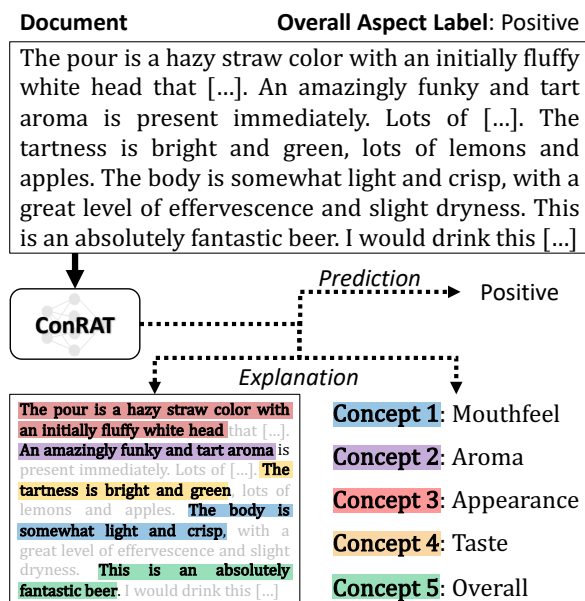 Document Overall Aspect Label: Positive
The pour is a hazy straw color with an initially fluffy
white head that [...]. An amazingly funky and tart
aroma is present immediately. Lots of [...]. The
tartness is bright and green, lots of lemons and
apples. The body is somewhat light and crisp, with a
great level of effervescence and slight dryness. This
is an absolutely fantastic beer. I would drink this [...]
Prediction
Positive
ConRAT
Explanation
The pour is a hazy straw color with
an initially fluffy white head that [...].
An amazingly funky and tart aroma is
present immediately. Lots of [...]. The
tartness is bright and green, lots of
lemons and apples. The body is
somewhat light and crisp, with a
great level of effervescence and slight
dryness. This is an absolutely
fantastic beer. I would drink this [...]
Concept 1: Mouthfeel
Concept 2: Aroma
Concept 3: Appearance
Concept 4: Taste
Concept 5: Overall